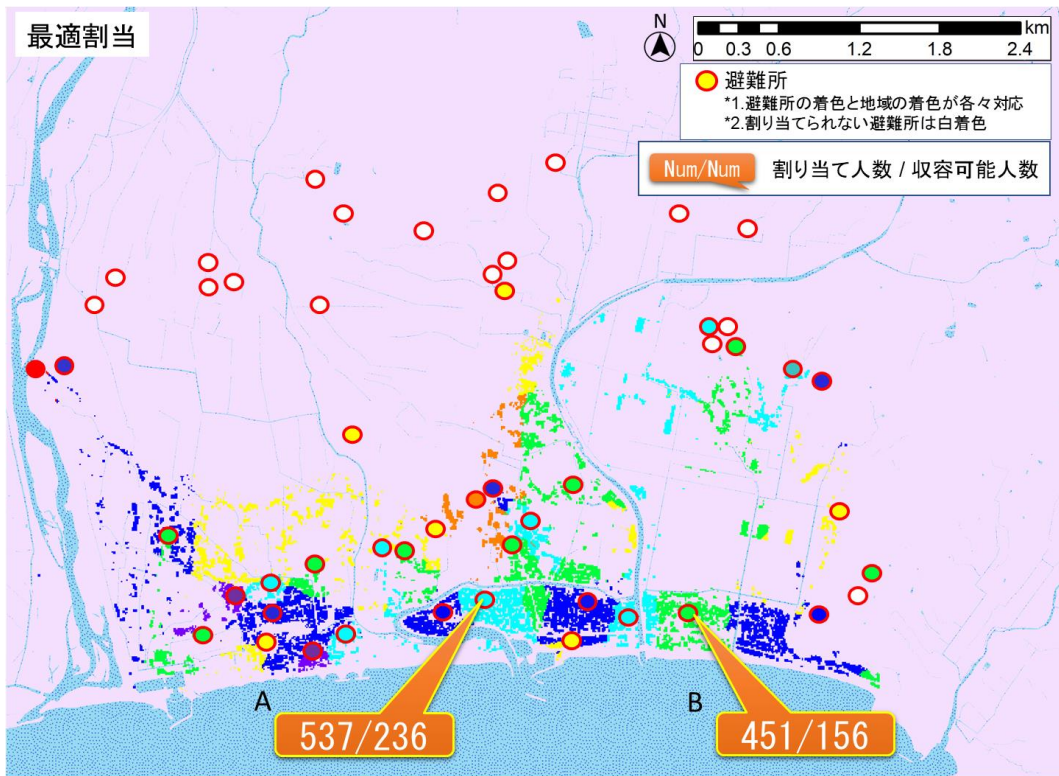 最適割当
N
km
0 0.3 0.6 1.2 1.8 2.4
避難所
*1.避難所の着色と地域の着色が各々対応
*2.割り当てられない避難所は白着色
Num/Num 割り当て人数 / 収容可能人数
A
B
537/236
451/156